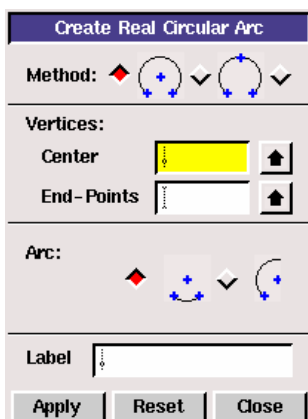 Create Real Circular Arc
Method:
Vertices:
Center
End-Points
Arc:
Label
Apply Reset Close